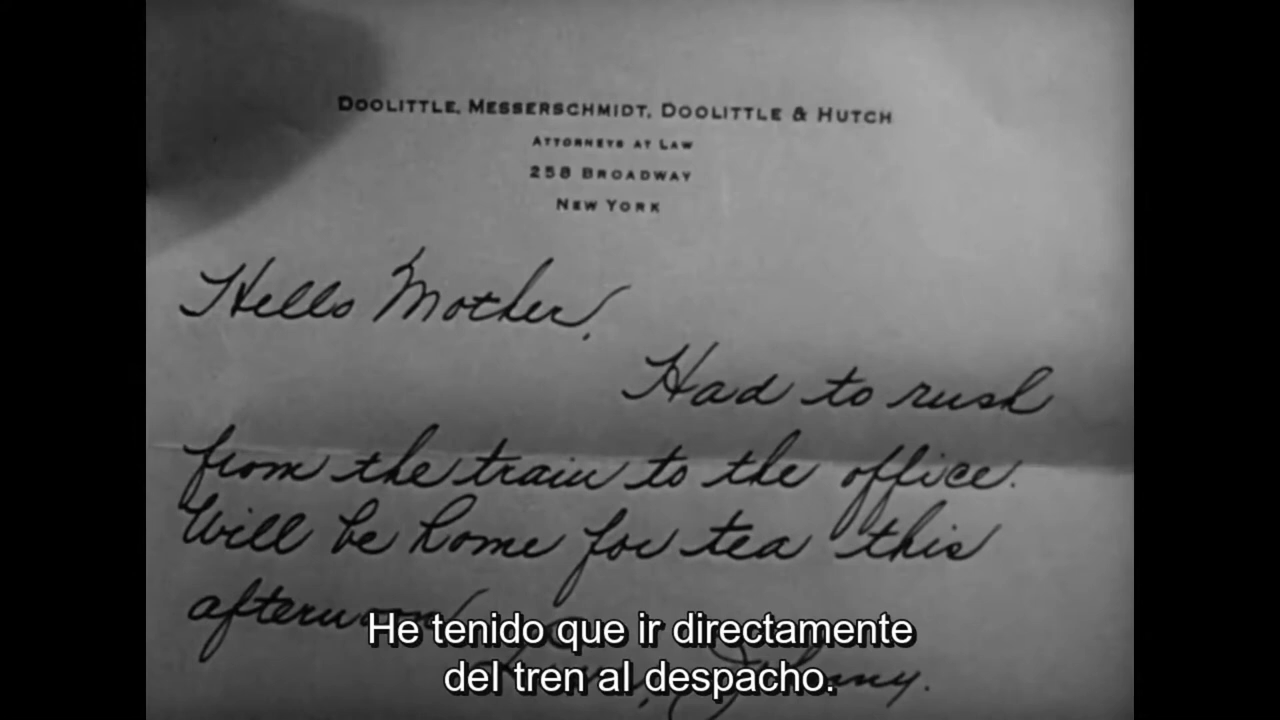 DOOLITTLE, MESSERSCHMIDT, DOOLITTLE & HUTCH
ATTORNEYS AT LAW
258 BROADWAY
NEW YORK
Hello Mother,
Had to rush
from the train to the office.
Will be home for tea this
afternoon
He tenido que ir directamente
del tren al despacho.